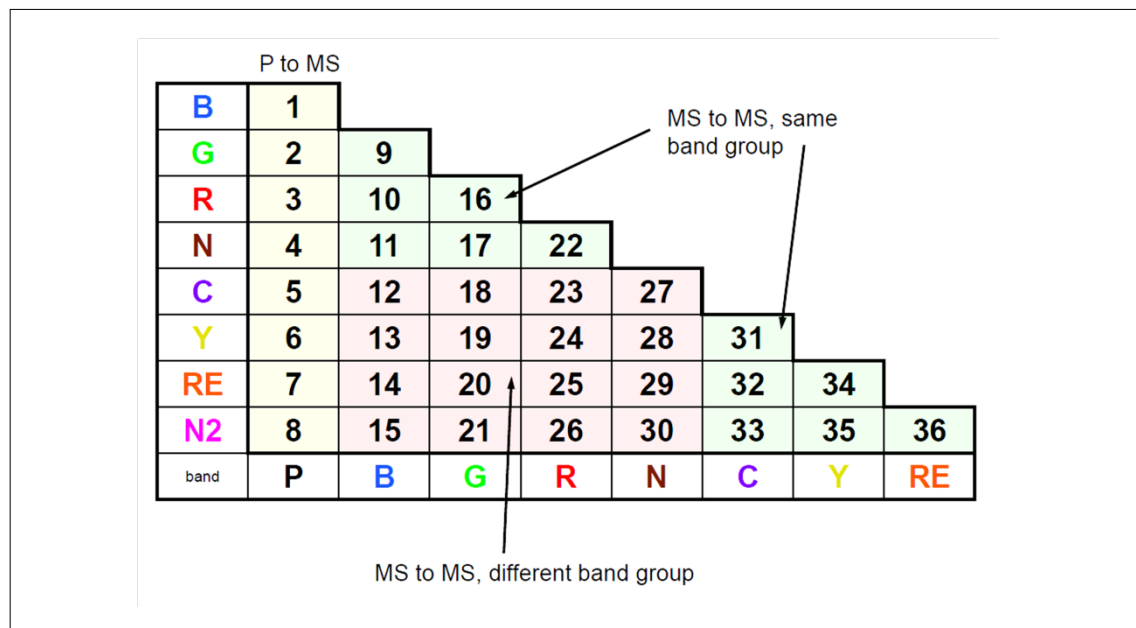 P to MS
B 1
MS to MS, same
band group
G 2 9
R 3 10 16
N 4 11 17 22
C 5 12 18 23 27
Y 6 13 19 24 28 31
RE 7 14 20 25 29 32 34
N2 8 15 21 26 30 33 35 36
band P B G R N C Y RE
MS to MS, different band group